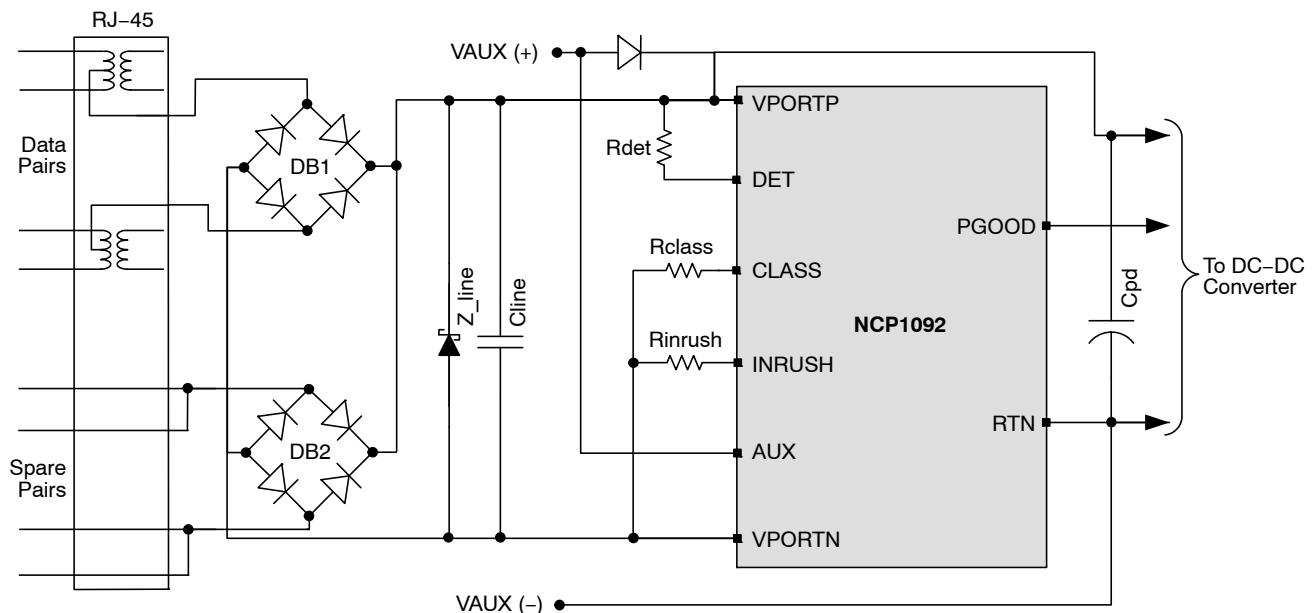 RJ−45
VAUX (+)
VPORTP
Data
Pairs
DB1
Rdet
DET
PGOOD
Rclass
CLASS
To DC−DC
Converter
Z_line
Cline
Cpd
NCP1092
Rinrush
INRUSH
RTN
DB2
AUX
Spare
Pairs
VPORTN
VAUX (−)